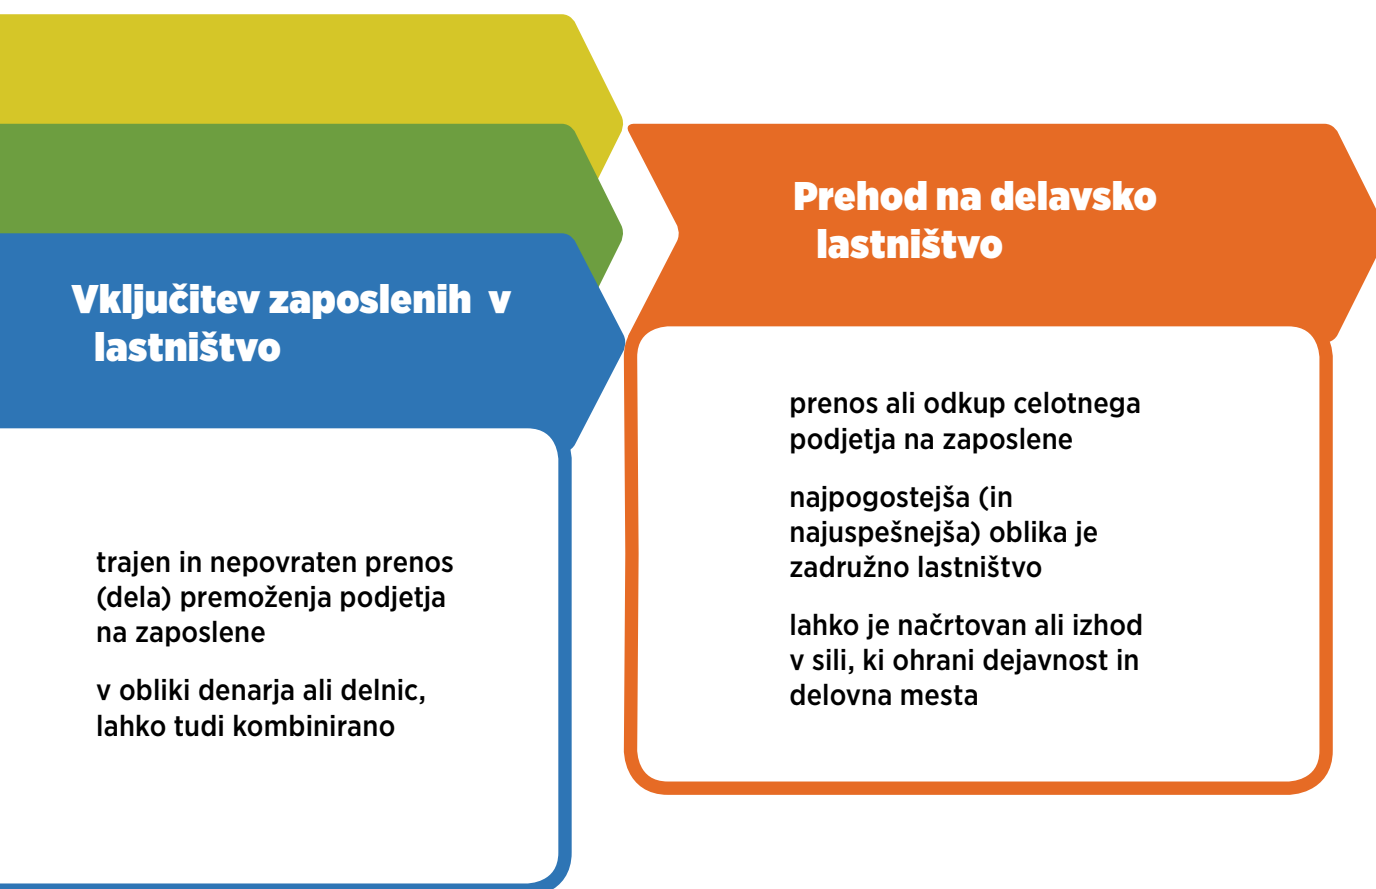 Vključitev zaposlenih v
lastništvo
trajen in nepovraten prenos
(dela) premoženja podjetja
na zaposlene
v obliki denarja ali delnic,
lahko tudi kombinirano
Prehod na delavsko
lastništvo
prenos ali odkup celotnega
podjetja na zaposlene
najpogostejša (in
najuspešnejša) oblika je
zadružno lastništvo
lahko je načrtovan ali izhod
v sili, ki ohrani dejavnost in
delovna mesta